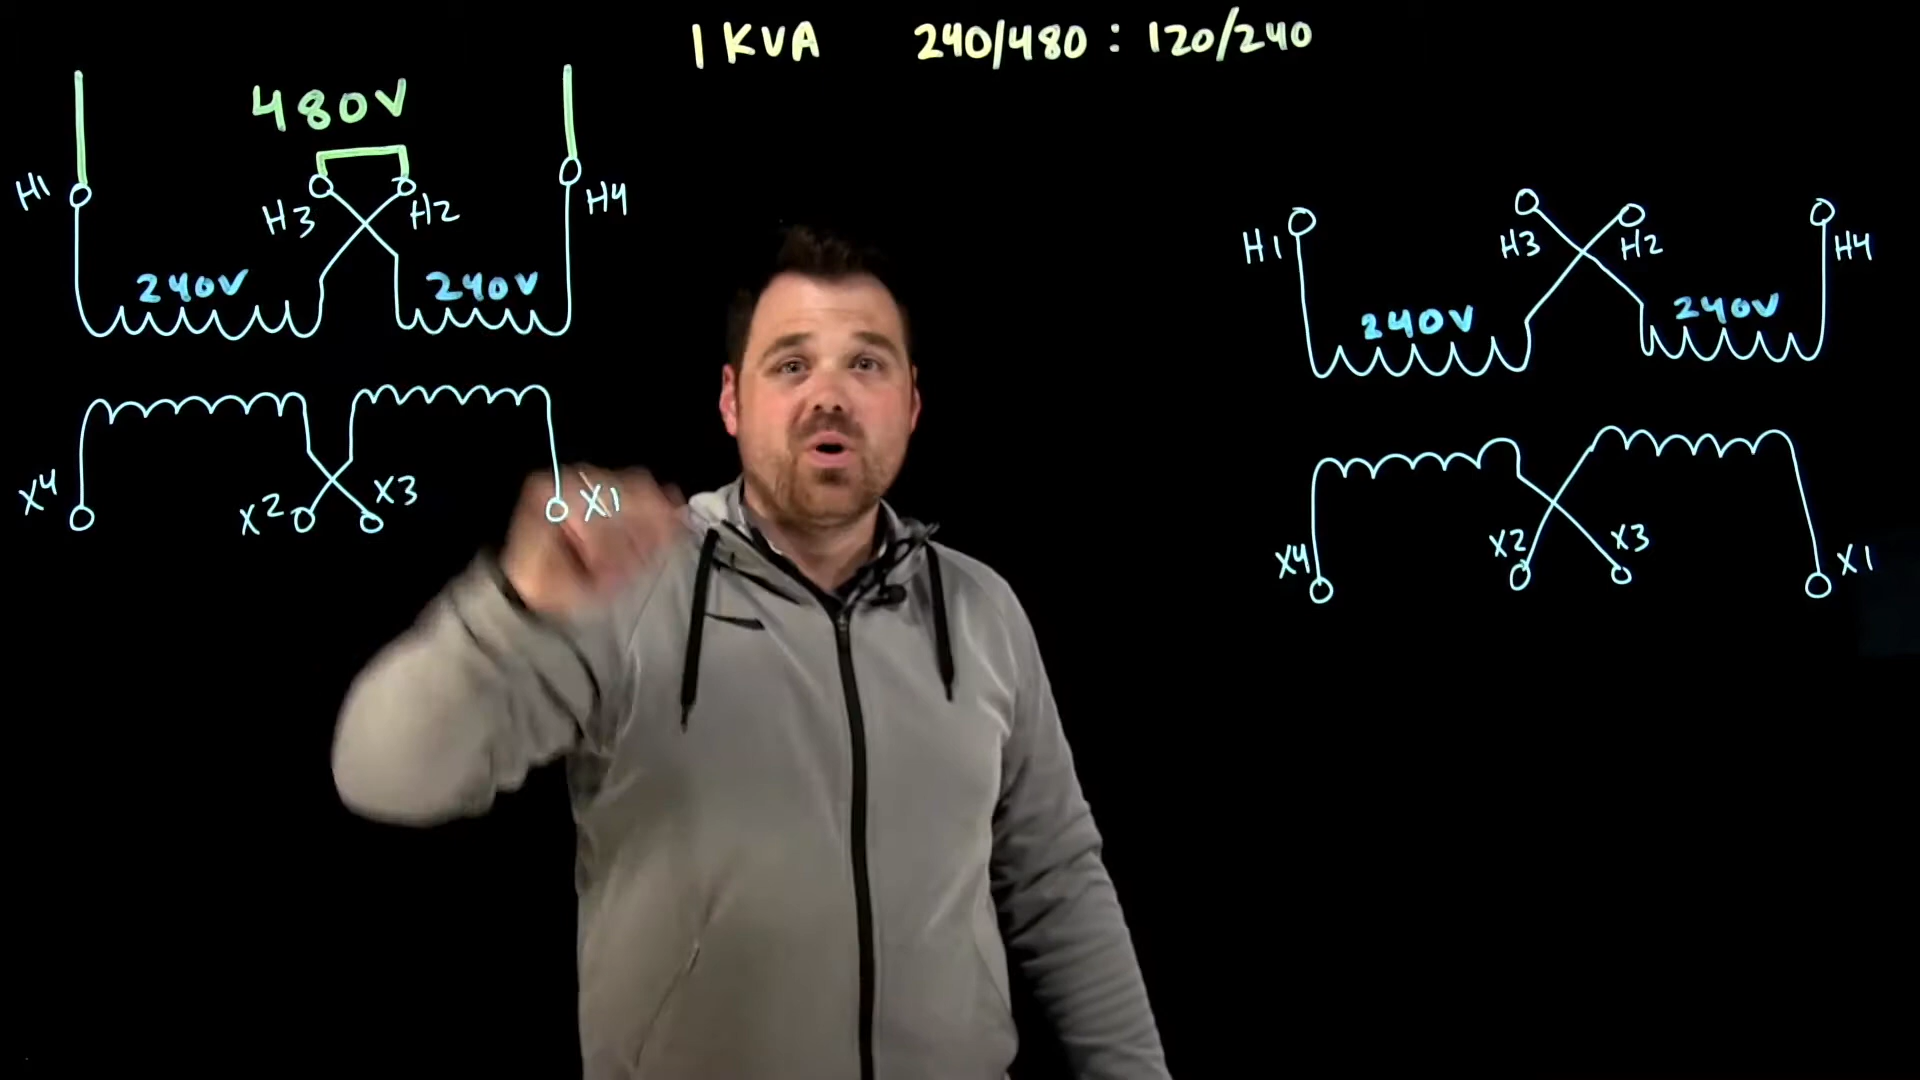 1 KVA 240/480 : 120/240
480V
H1 H3 H2 H4
240V 240V
X4 X2 X3 X1
H1 H3 H2 H4
240V 240V
X4 X2 X3 X1